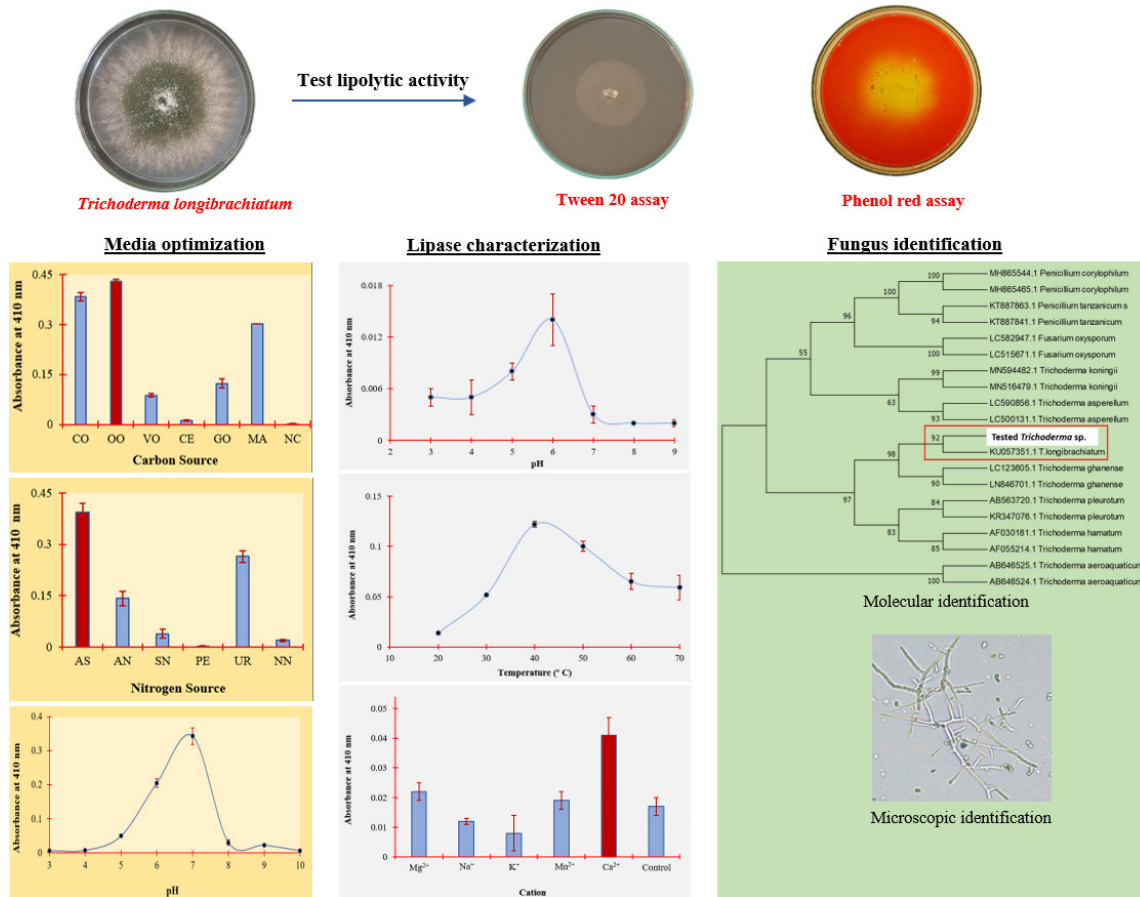 Test lipolytic activity
Trichoderma longibrachiatum
Tween 20 assay
Phenol red assay
Media optimization
Lipase characterization
Fungus identification
Absorbance at 410 nm
0.45
0.3
0.15
0
CO OO VO CE GO MA NC
Carbon Source
Absorbance at 410 nm
0.45
0.3
0.15
0
AS AN SN PE UR NN
Nitrogen Source
Absorbance at 410 nm
0.4
0.3
0.2
0.1
0
3 4 5 6 7 8 9 10
pH
Absorbance at 410 nm
0.018
0.012
0.006
0
2 3 4 5 6 7 8 9
pH
Absorbance at 410 nm
0.15
0.1
0.05
0
10 20 30 40 50 60 70
Temperature (º C)
Absorbance at 410 nm
0.05
0.04
0.03
0.02
0.01
0
Mg²⁺ Na⁺ K⁺ Mn²⁺ Ca²⁺ Control
Cation
100 MH865544.1 Penicillium corylophilum
MH865465.1 Penicillium corylophilum
100
KT887863.1 Penicillium tanzanicum s
94 KT887841.1 Penicillium tanzanicum
96
LC582947.1 Fusarium oxysporum
100 LC515671.1 Fusarium oxysporum
55
MN594482.1 Trichoderma koningii
99
MN516479.1 Trichoderma koningii
63
LC590856.1 Trichoderma asperellum
93 LC500131.1 Trichoderma asperellum
Tested Trichoderma sp.
92
KU057351.1 T.longibrachiatum
98
LC123605.1 Trichoderma ghanense
90 LN846701.1 Trichoderma ghanense
97
AB563720.1 Trichoderma pleurotum
84
KR347076.1 Trichoderma pleurotum
83
AF030181.1 Trichoderma hamatum
85 AF055214.1 Trichoderma hamatum
AB646525.1 Trichoderma aeroaquaticum
100 AB646524.1 Trichoderma aeroaquaticum
Molecular identification
Microscopic identification